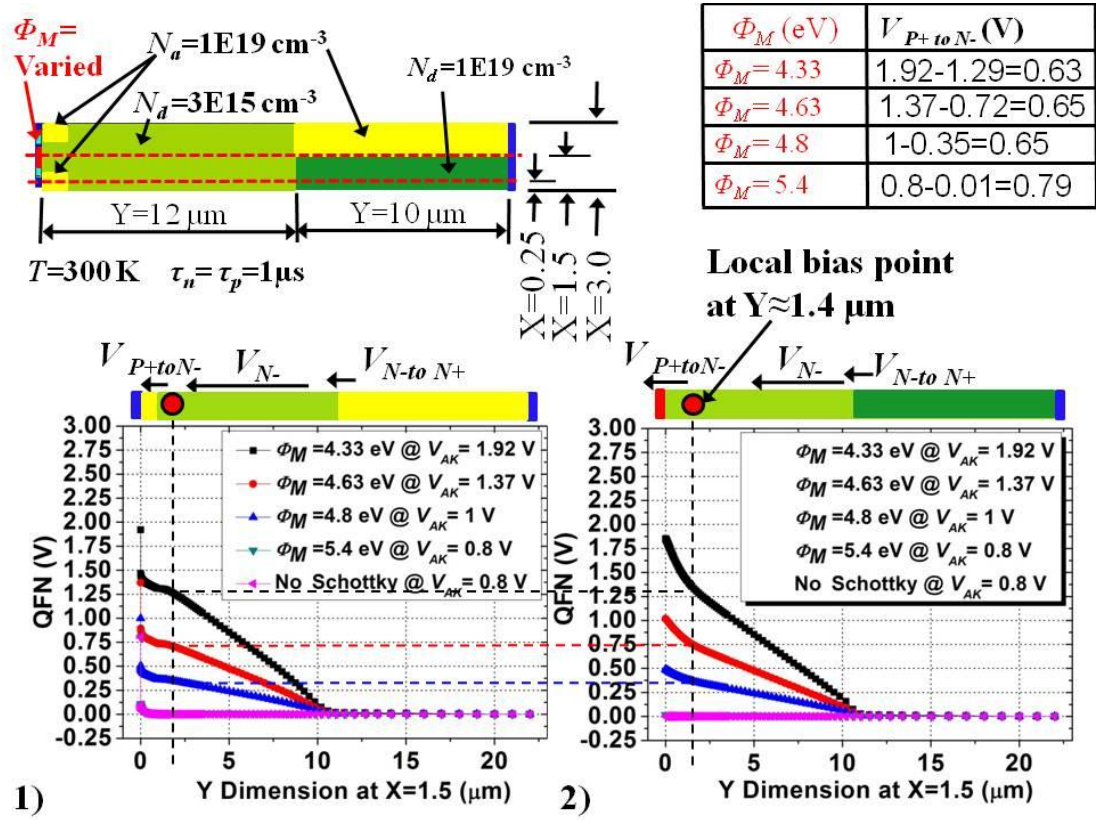 Φ_M=
Varied
N_a=1E19 cm⁻³
N_d=3E15 cm⁻³
N_d=1E19 cm⁻³
Y=12 μm
Y=10 μm
X=0.25
X=1.5
X=3.0
T=300 K τ_n= τ_p=1μs
Φ_M (eV) V_P+ to N- (V)
Φ_M= 4.33 1.92-1.29=0.63
Φ_M= 4.63 1.37-0.72=0.65
Φ_M= 4.8 1-0.35=0.65
Φ_M= 5.4 0.8-0.01=0.79
Local bias point
at Y≈1.4 μm
V_P+toN- V_N- V_N-to N+
3.00
2.75
2.50
2.25
2.00
1.75
1.50
1.25
1.00
0.75
0.50
0.25
0.00
-0.25
QFN (V)
Φ_M =4.33 eV @ V_AK= 1.92 V
Φ_M =4.63 eV @ V_AK= 1.37 V
Φ_M =4.8 eV @ V_AK= 1 V
Φ_M =5.4 eV @ V_AK= 0.8 V
No Schottky @ V_AK= 0.8 V
0 5 10 15 20
Y Dimension at X=1.5 (μm)
1)
V_P+toN- V_N- V_N-to N+
3.00
2.75
2.50
2.25
2.00
1.75
1.50
1.25
1.00
0.75
0.50
0.25
0.00
-0.25
QFN (V)
Φ_M =4.33 eV @ V_AK= 1.92 V
Φ_M =4.63 eV @ V_AK= 1.37 V
Φ_M =4.8 eV @ V_AK= 1 V
Φ_M =5.4 eV @ V_AK= 0.8 V
No Schottky @ V_AK= 0.8 V
0 5 10 15 20
Y Dimension at X=1.5 (μm)
2)